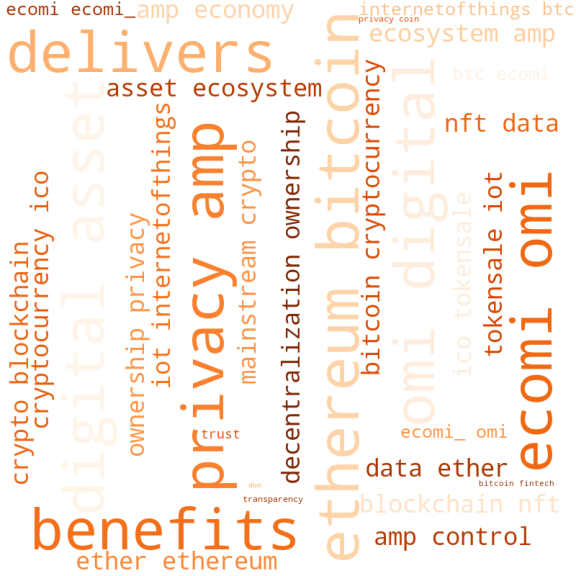 ecomi ecomi_
amp economy
internetofthings btc
privacy coin
ecosystem amp
delivers
asset ecosystem
btc ecomi
nft data
digital asset
iot internetofthings
privacy amp
mainstream crypto
decentralization ownership
ethereum bitcoin
bitcoin cryptocurrency
omi digital
ico tokensale
tokensale iot
ecomi omi
cryptocurrency ico
crypto blockchain
ownership privacy
trust
ecomi_ omi
data ether
bitcoin fintech
don
transparency
blockchain nft
benefits
amp control
ether ethereum